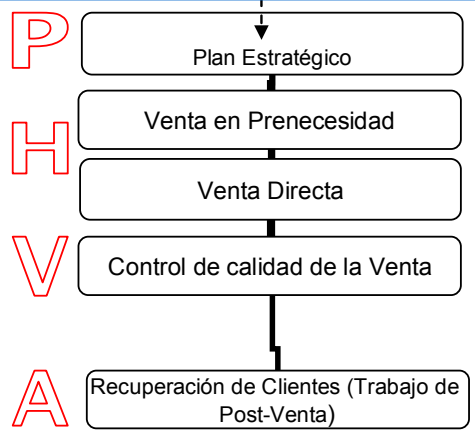 P
Plan Estratégico
Venta en Prenecesidad
H
Venta Directa
V
Control de calidad de la Venta
A
Recuperación de Clientes (Trabajo de
Post-Venta)